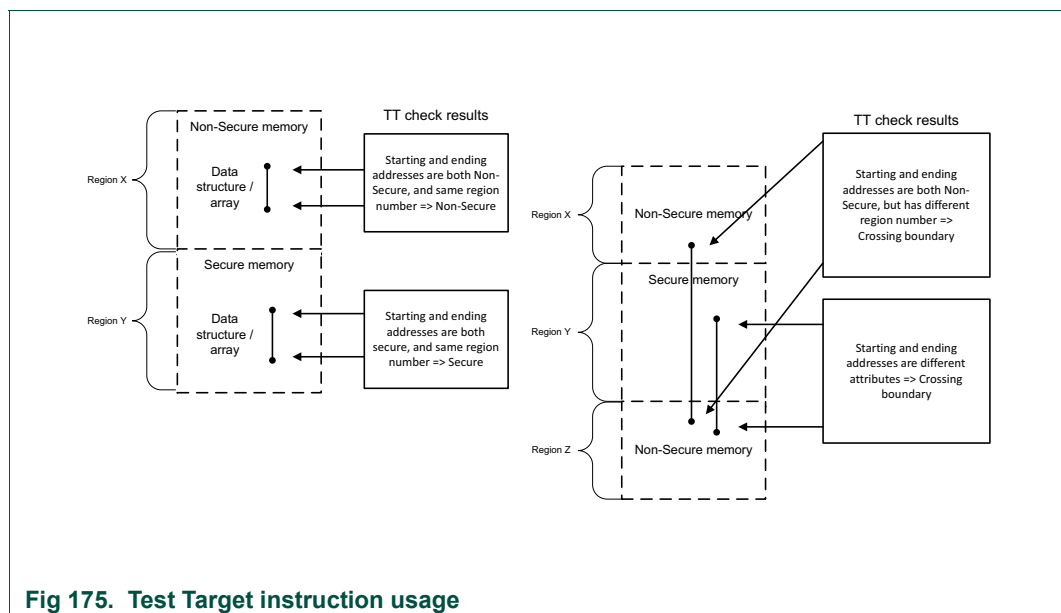 TT check results
Non-Secure memory
Region X
Data
structure /
array
Starting and ending
addresses are both Non-
Secure, and same region
number => Non-Secure
Secure memory
Region Y
Data
structure /
array
Starting and ending
addresses are both
secure, and same region
number => Secure
TT check results
Region X
Non-Secure memory
Starting and ending
addresses are both Non-
Secure, but has different
region number =>
Crossing boundary
Secure memory
Region Y
Starting and ending
addresses are different
attributes => Crossing
boundary
Region Z
Non-Secure memory
Fig 175. Test Target instruction usage